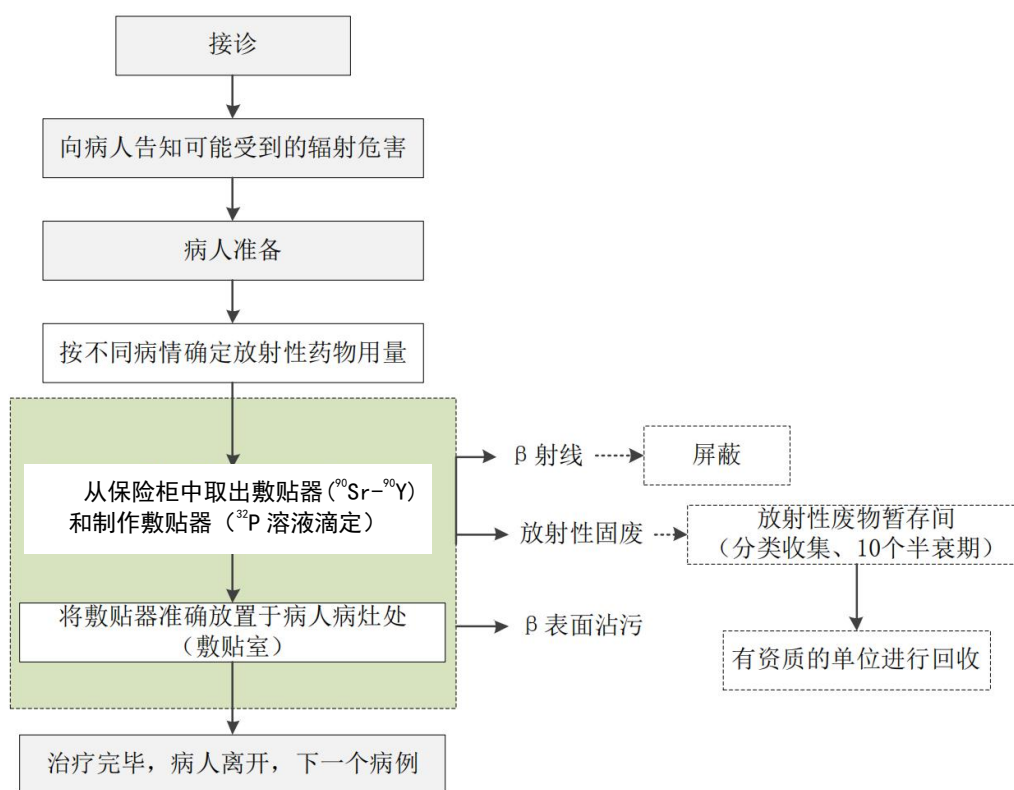 接诊
向病人告知可能受到的辐射危害
病人准备
按不同病情确定放射性药物用量
从保险柜中取出敷贴器(⁹⁰Sr-⁹⁰Y)
和制作敷贴器（³²P 溶液滴定）
将敷贴器准确放置于病人病灶处
（敷贴室）
治疗完毕，病人离开，下一个病例
β射线
屏蔽
放射性固废
放射性废物暂存间
（分类收集、10个半衰期）
β表面沾污
有资质的单位进行回收